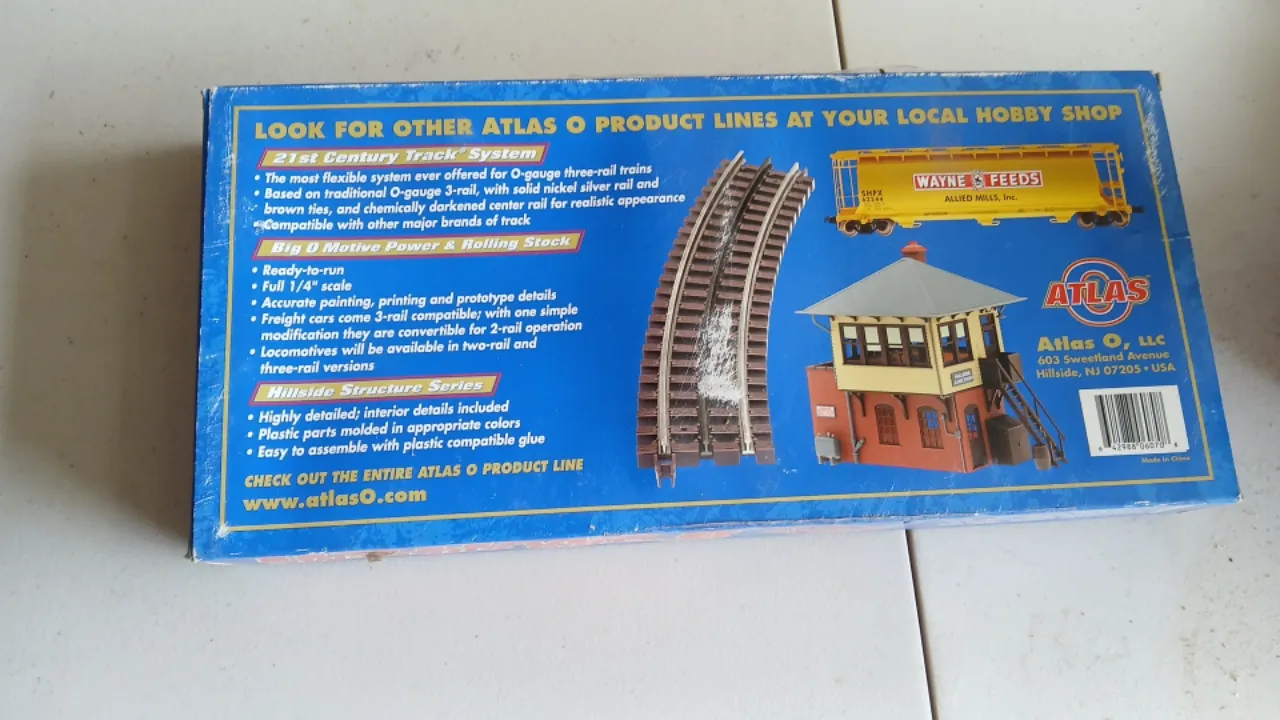 LOOK FOR OTHER ATLAS O PRODUCT LINES AT YOUR LOCAL HOBBY SHOP
21st Century Track™ System
• The most flexible system ever offered for O-gauge three-rail trains
• Based on traditional O-gauge 3-rail, with solid nickel silver rail and
brown ties, and chemically darkened center rail for realistic appearance
• Compatible with other major brands of track
Big O Motive Power & Rolling Stock
• Ready-to-run
• Full 1/4" scale
• Accurate painting, printing and prototype details
• Freight cars come 3-rail compatible; with one simple
modification they are convertible for 2-rail operation
• Locomotives will be available in two-rail and
three-rail versions
Hillside Structure Series
• Highly detailed; interior details included
• Plastic parts molded in appropriate colors
• Easy to assemble with plastic compatible glue
CHECK OUT THE ENTIRE ATLAS O PRODUCT LINE
www.atlasO.com
WAYNE FEEDS
ALLIED MILLS, Inc.
SHPX
ATLAS
Atlas O, LLC
603 Sweetland Avenue
Hillside, NJ 07205 • USA
6 42988 06070 6
Made in China